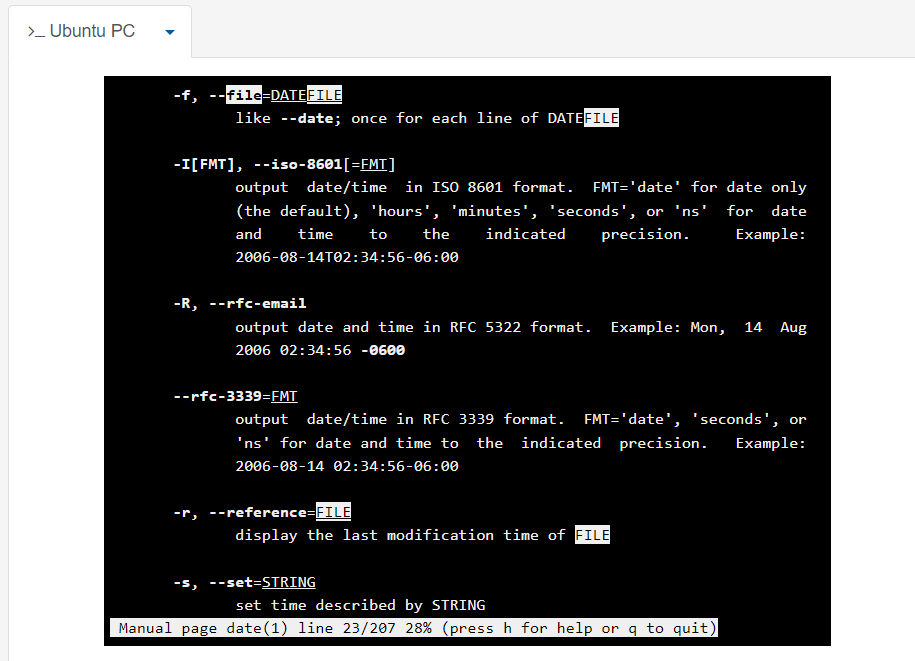 >_ Ubuntu PC
-f, --file=DATEFILE
like --date; once for each line of DATEFILE
-I[FMT], --iso-8601[=FMT]
output  date/time  in ISO 8601 format.  FMT='date' for date only
(the default), 'hours', 'minutes', 'seconds', or 'ns'  for  date
and    time    to    the    indicated    precision.     Example:
2006-08-14T02:34:56-06:00
-R, --rfc-email
output date and time in RFC 5322 format.  Example: Mon,  14  Aug
2006 02:34:56 -0600
--rfc-3339=FMT
output  date/time in RFC 3339 format.  FMT='date', 'seconds', or
'ns' for date and time to  the  indicated  precision.   Example:
2006-08-14 02:34:56-06:00
-r, --reference=FILE
display the last modification time of FILE
-s, --set=STRING
set time described by STRING
Manual page date(1) line 23/207 28% (press h for help or q to quit)